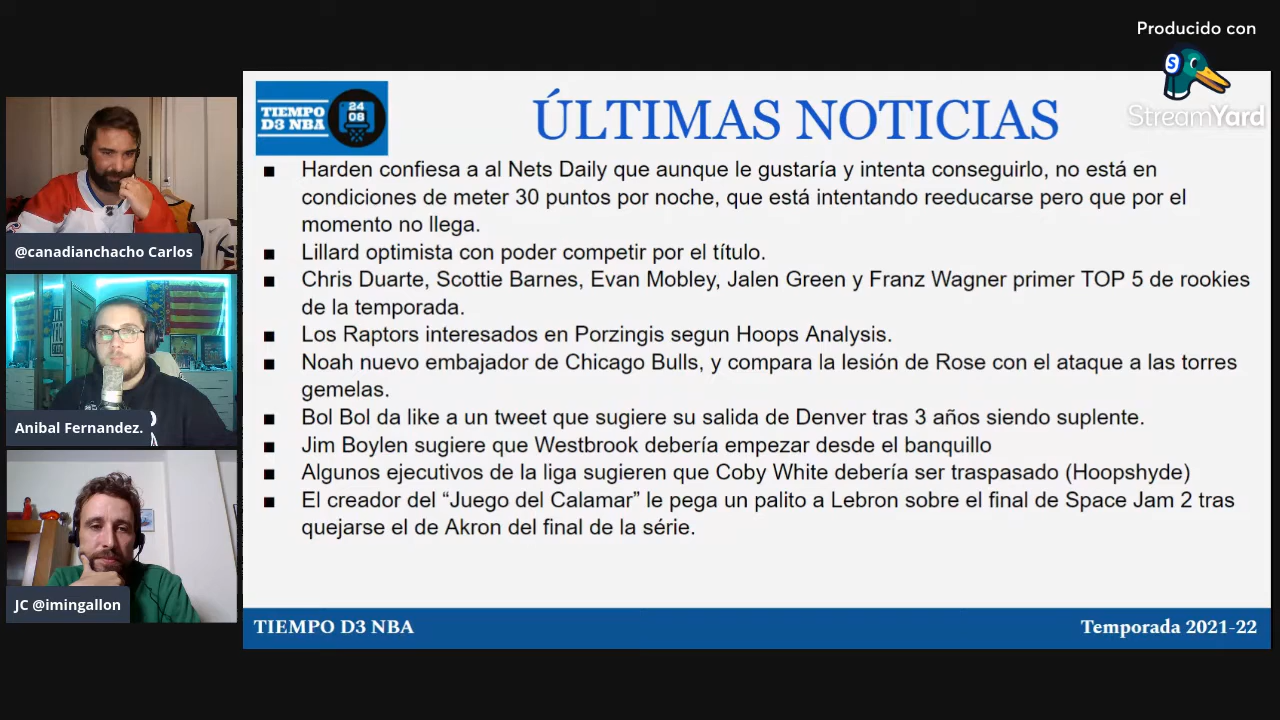 Producido con
StreamYard
TIEMPO
D3 NBA
24
08
ÚLTIMAS NOTICIAS
■ Harden confiesa a al Nets Daily que aunque le gustaría y intenta conseguirlo, no está en
condiciones de meter 30 puntos por noche, que está intentando reeducarse pero que por el
momento no llega.
■ Lillard optimista con poder competir por el título.
■ Chris Duarte, Scottie Barnes, Evan Mobley, Jalen Green y Franz Wagner primer TOP 5 de rookies
de la temporada.
■ Los Raptors interesados en Porzingis segun Hoops Analysis.
■ Noah nuevo embajador de Chicago Bulls, y compara la lesión de Rose con el ataque a las torres
gemelas.
■ Bol Bol da like a un tweet que sugiere su salida de Denver tras 3 años siendo suplente.
■ Jim Boylen sugiere que Westbrook debería empezar desde el banquillo
■ Algunos ejecutivos de la liga sugieren que Coby White debería ser traspasado (Hoopshyde)
■ El creador del “Juego del Calamar” le pega un palito a Lebron sobre el final de Space Jam 2 tras
quejarse el de Akron del final de la série.
TIEMPO D3 NBA
Temporada 2021-22
@canadianchacho Carlos
Anibal Fernandez.
JC @imingallon